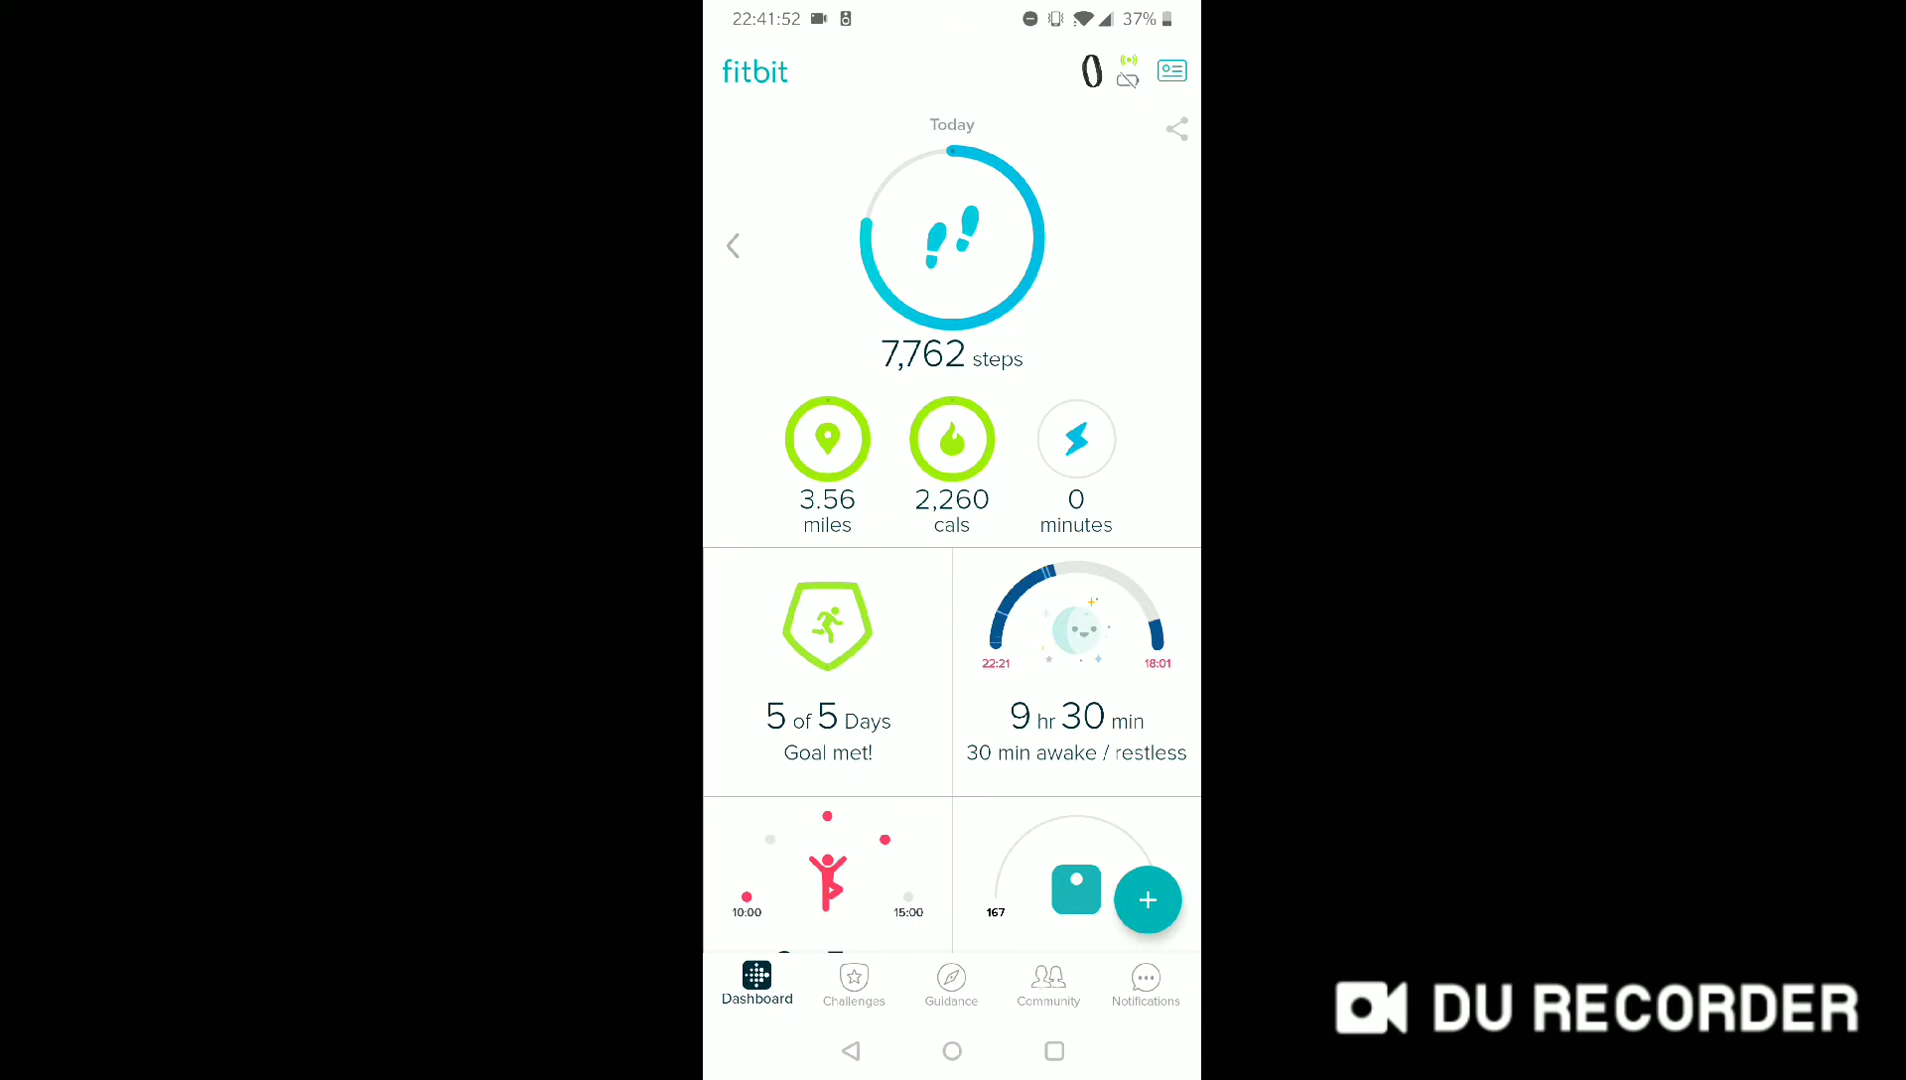 22:41:52
37%
fitbit
Today
7,762 steps
3.56 miles
2,260 cals
0 minutes
5 of 5 Days
Goal met!
22:21
18:01
9 hr 30 min
30 min awake / restless
10:00
15:00
167
+
Dashboard
Challenges
Guidance
Community
Notifications
DU RECORDER